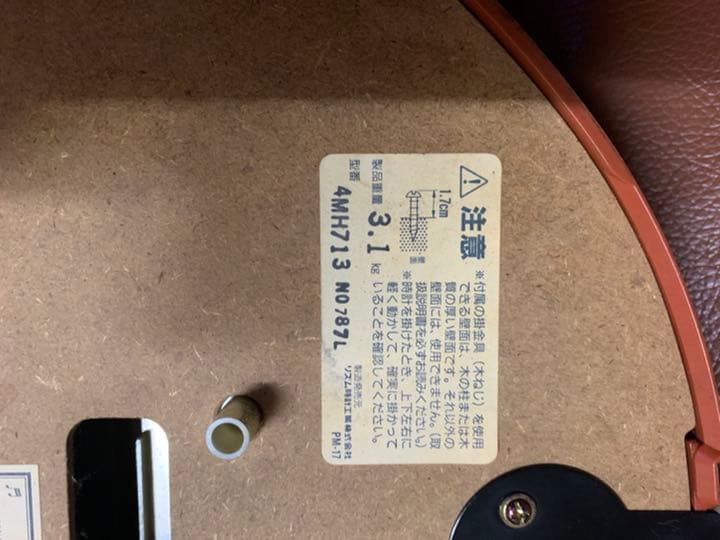 注意
1.7cm
壁面
※付属の掛金具（木ねじ）を使用
できる壁面は、木の柱または木
質の厚い壁面です。それ以外の
壁面には、使用できません。（取
扱説明書を必ずお読みください。）
※時計を掛けたとき、上下左右に
軽く動かして、確実に掛かって
いることを確認してください。
製品重量 3.1 kg
型番 4MH713 NO787L
製造発売元
リズム時計工業株式会社
PM-17